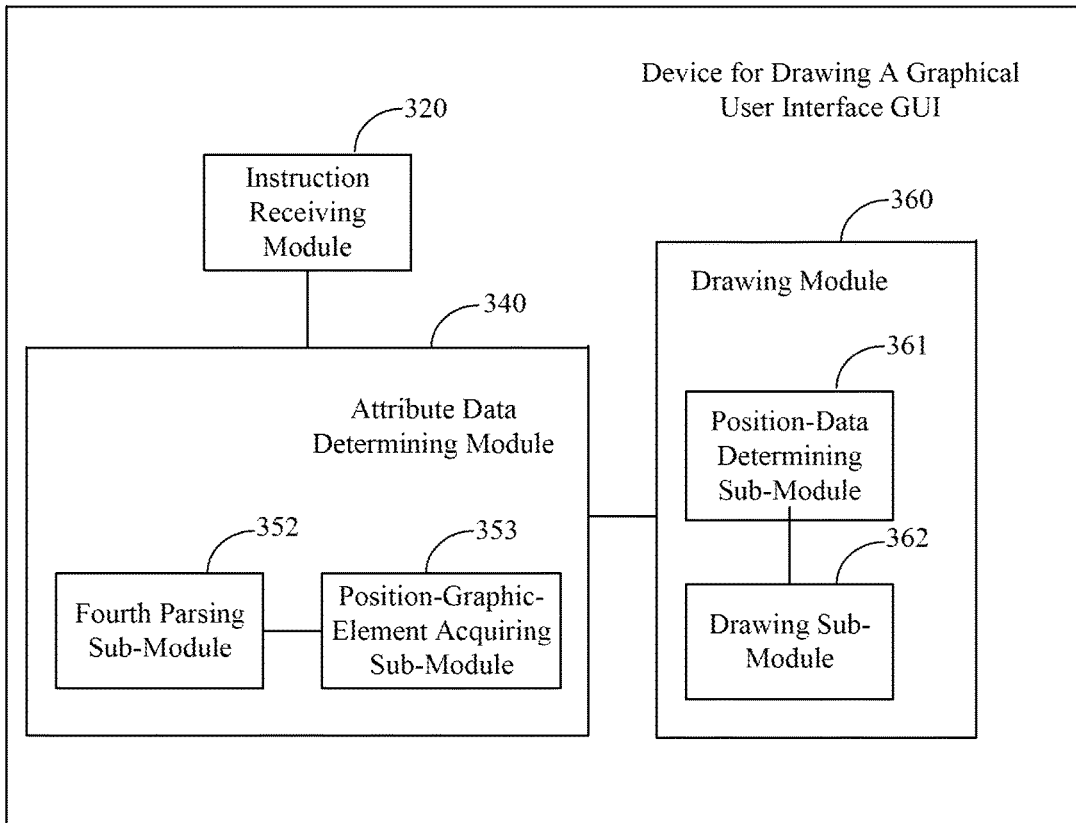 Device for Drawing A Graphical
User Interface GUI
320
Instruction
Receiving
Module
340
Attribute Data
Determining Module
352
Fourth Parsing
Sub-Module
353
Position-Graphic-
Element Acquiring
Sub-Module
360
Drawing Module
361
Position-Data
Determining
Sub-Module
362
Drawing Sub-
Module